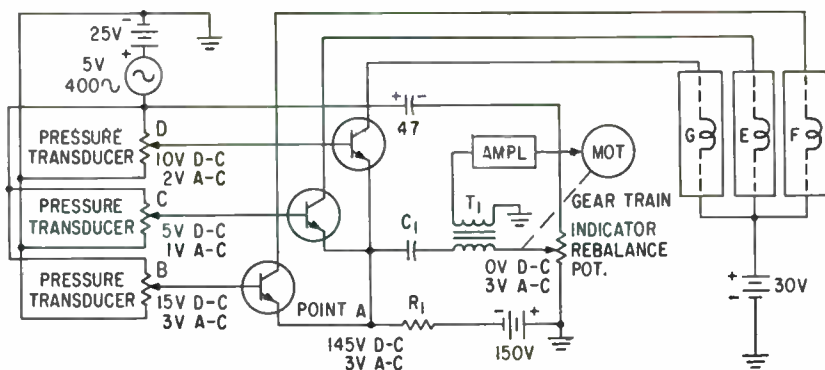 25V
5V
400~
PRESSURE
TRANSDUCER
D
10V D-C
2V A-C
PRESSURE
TRANSDUCER
C
5V D-C
1V A-C
PRESSURE
TRANSDUCER
B
15V D-C
3V A-C
+ -
47
AMPL
MOT
GEAR TRAIN
T1
C1
INDICATOR
REBALANCE
POT.
0V D-C
3V A-C
POINT A
R1
145V D-C
3V A-C
- +
150V
G
E
F
+
-
30V